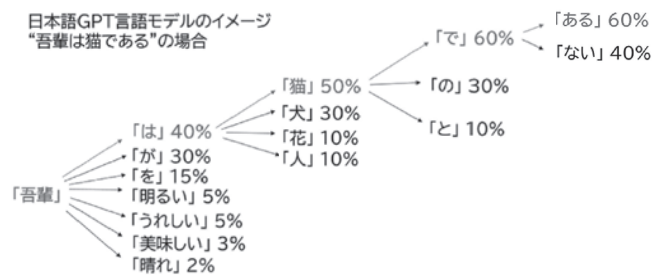 日本語GPT言語モデルのイメージ
“吾輩は猫である”の場合
「吾輩」
「は」40%
「が」30%
「を」15%
「明るい」5%
「うれしい」5%
「美味しい」3%
「晴れ」2%
「猫」50%
「犬」30%
「花」10%
「人」10%
「で」60%
「の」30%
「と」10%
「ある」60%
「ない」40%